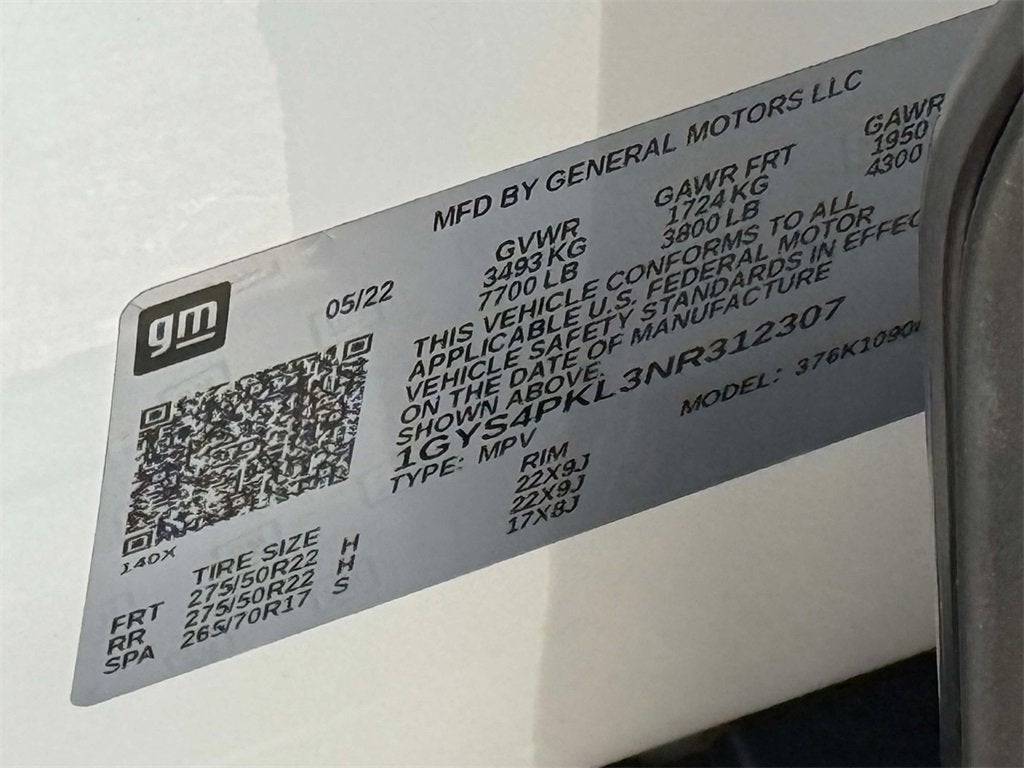 MFD BY GENERAL MOTORS LLC
gm
05/22
GVWR
3493 KG
7700 LB
GAWR FRT
1724 KG
3800 LB
GAWR
1950
4300
THIS VEHICLE CONFORMS TO ALL
APPLICABLE U.S. FEDERAL MOTOR
VEHICLE SAFETY STANDARDS IN EFFEC
ON THE DATE OF MANUFACTURE
SHOWN ABOVE.
1GYS4PKL3NR312307
TYPE: MPV
MODEL: 376K1090
140X
TIRE SIZE RIM
FRT 275/50R22 H 22X9J
RR 275/50R22 H 22X9J
SPA 265/70R17 S 17X8J